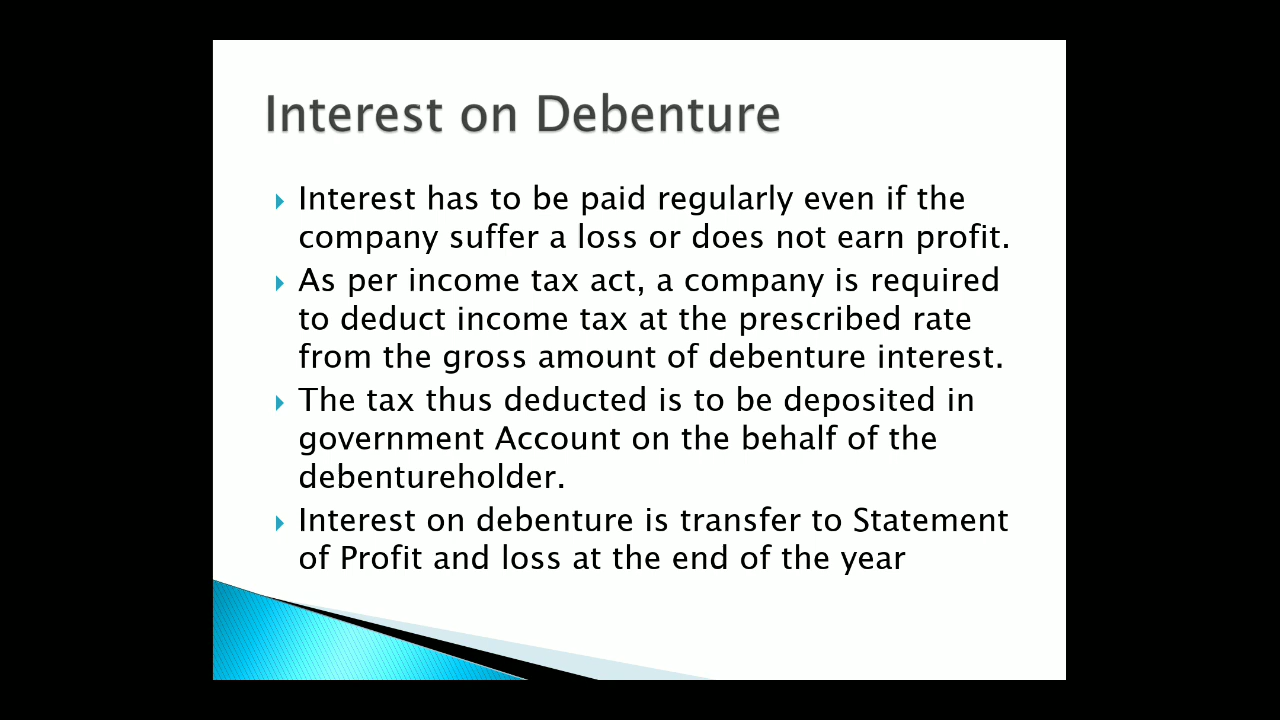 Interest on Debenture
Interest has to be paid regularly even if the
company suffer a loss or does not earn profit.
As per income tax act, a company is required
to deduct income tax at the prescribed rate
from the gross amount of debenture interest.
The tax thus deducted is to be deposited in
government Account on the behalf of the
debentureholder.
Interest on debenture is transfer to Statement
of Profit and loss at the end of the year